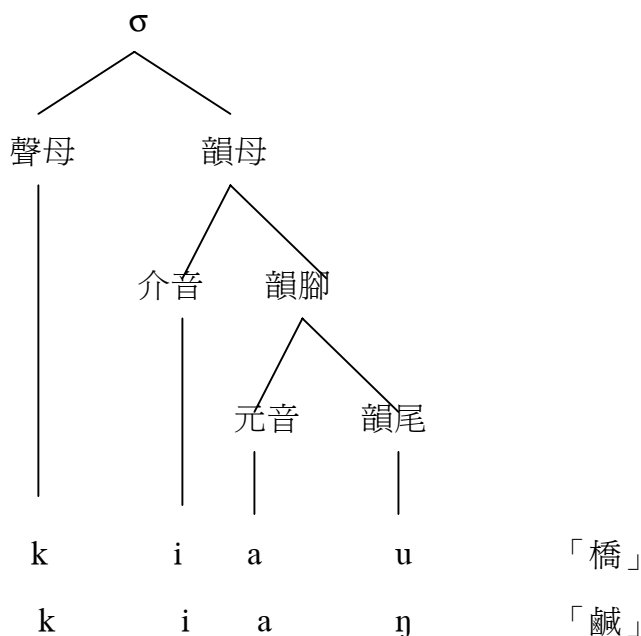 σ
聲母 韻母
介音 韻腳
元音 韻尾
k i a u 「橋」
k i a ŋ 「鹹」